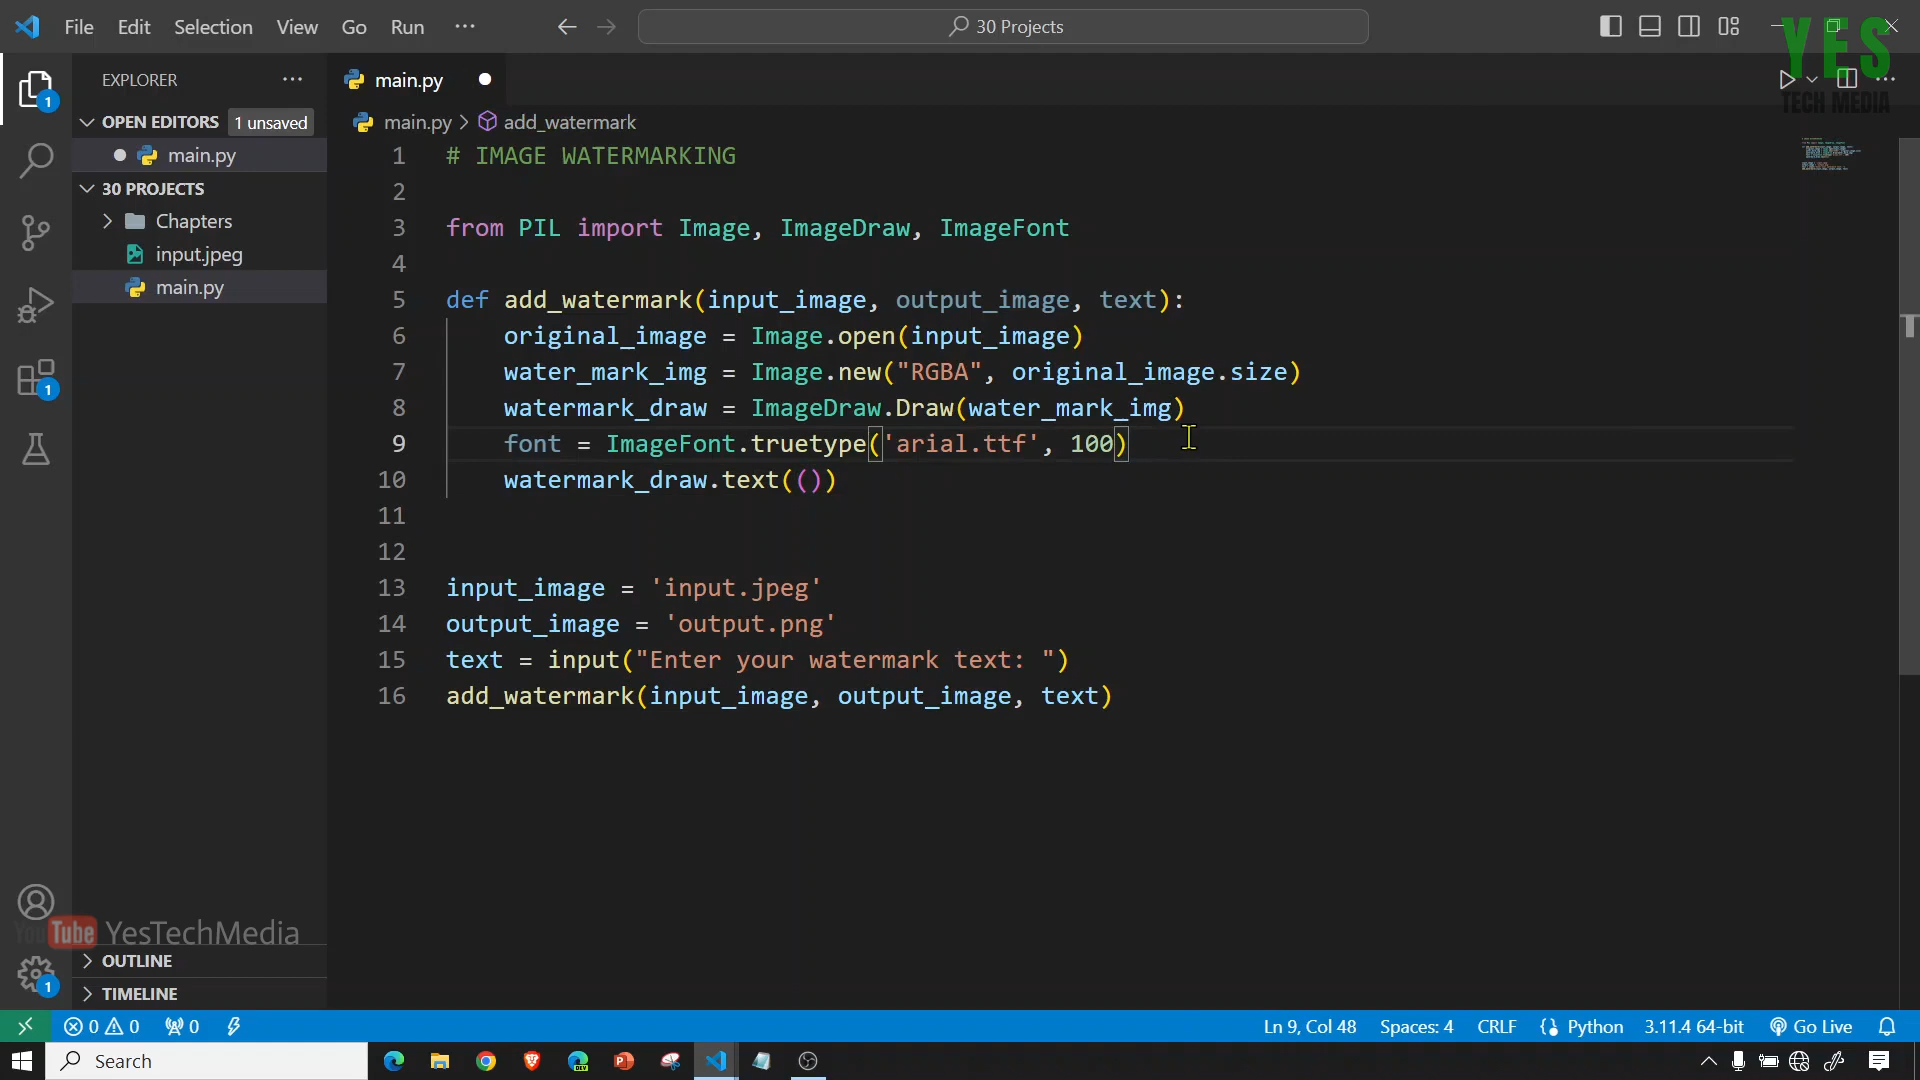 File Edit Selection View Go Run ··· 30 Projects
YES
TECH MEDIA
EXPLORER ···
main.py
OPEN EDITORS 1 unsaved
main.py
main.py > add_watermark
30 PROJECTS
Chapters
input.jpeg
main.py
1 # IMAGE WATERMARKING
2
3 from PIL import Image, ImageDraw, ImageFont
4
5 def add_watermark(input_image, output_image, text):
6 original_image = Image.open(input_image)
7 water_mark_img = Image.new("RGBA", original_image.size)
8 watermark_draw = ImageDraw.Draw(water_mark_img)
9 font = ImageFont.truetype('arial.ttf', 100)
10 watermark_draw.text(())
11
12
13 input_image = 'input.jpeg'
14 output_image = 'output.png'
15 text = input("Enter your watermark text: ")
16 add_watermark(input_image, output_image, text)
1
1
YouTube YesTechMedia
OUTLINE
1
TIMELINE
0 0 0 Ln 9, Col 48 Spaces: 4 CRLF Python 3.11.4 64-bit Go Live
Search